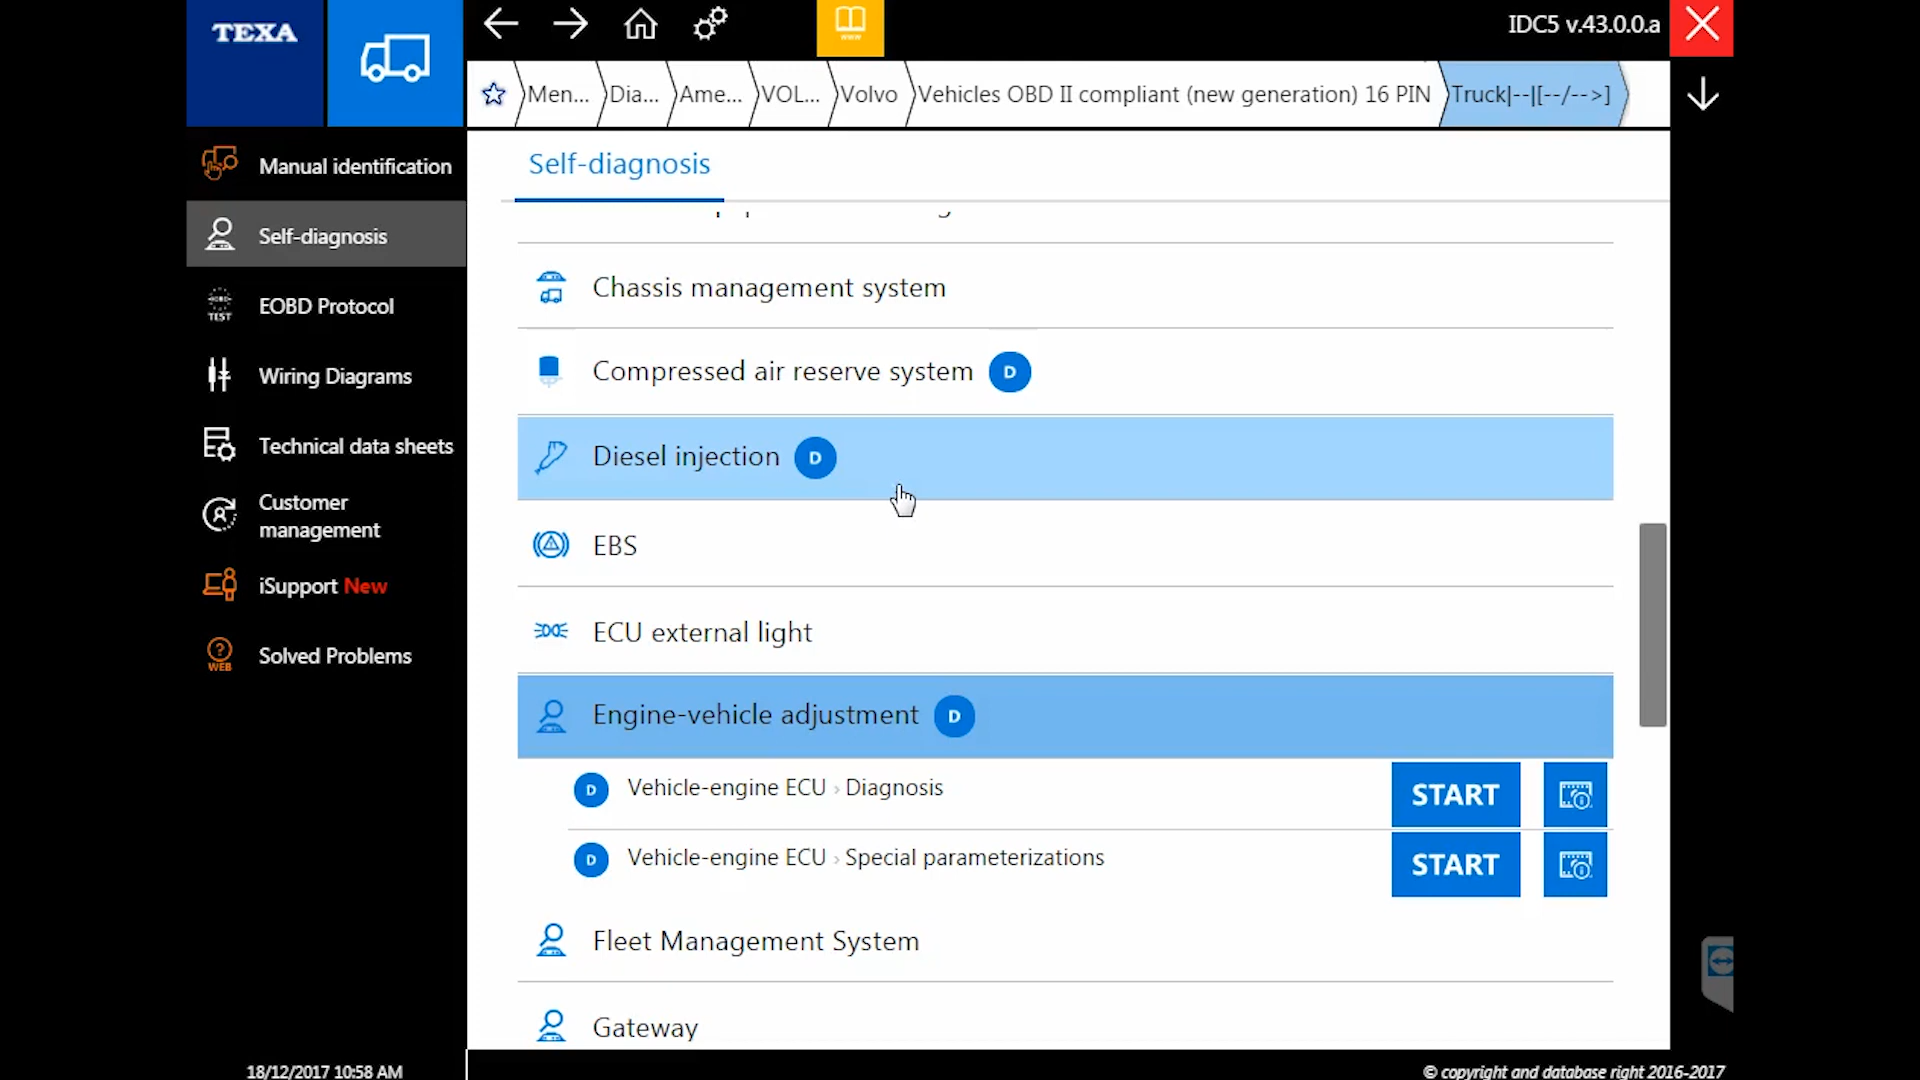 TEXA
www
IDC5 v.43.0.0.a
Men...
Dia...
Ame...
VOL...
Volvo
Vehicles OBD II compliant (new generation) 16 PIN
Truck|--|[--/-->]
Manual identification
Self-diagnosis
EOBD Protocol
TEST
Wiring Diagrams
Technical data sheets
Customer
management
iSupport New
WEB
Solved Problems
18/12/2017 10:58 AM
Self-diagnosis
Chassis management system
Compressed air reserve system D
Diesel injection D
EBS
ECU external light
Engine-vehicle adjustment D
D Vehicle-engine ECU › Diagnosis START
D Vehicle-engine ECU › Special parameterizations START
Fleet Management System
Gateway
© copyright and database right 2016-2017